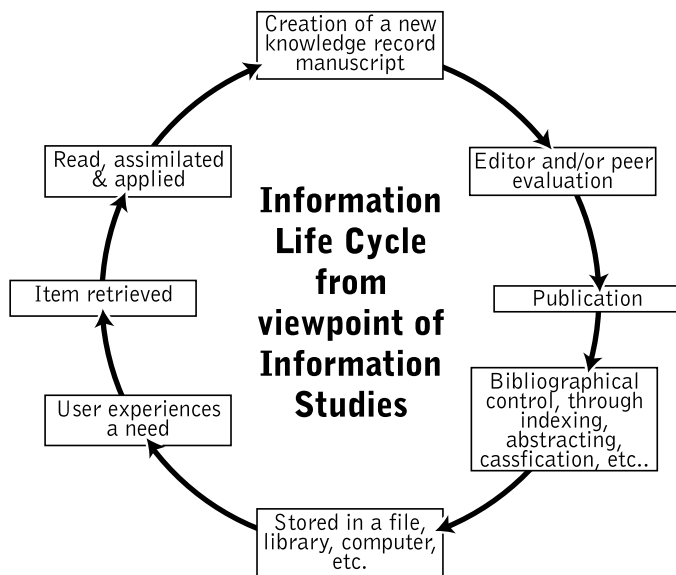 Creation of a new
knowledge record
manuscript
Editor and/or peer
evaluation
Publication
Bibliographical
control, through
indexing,
abstracting,
cassfication, etc..
Stored in a file,
library, computer,
etc.
User experiences
a need
Item retrieved
Read, assimilated
& applied
Information
Life Cycle
from
viewpoint of
Information
Studies